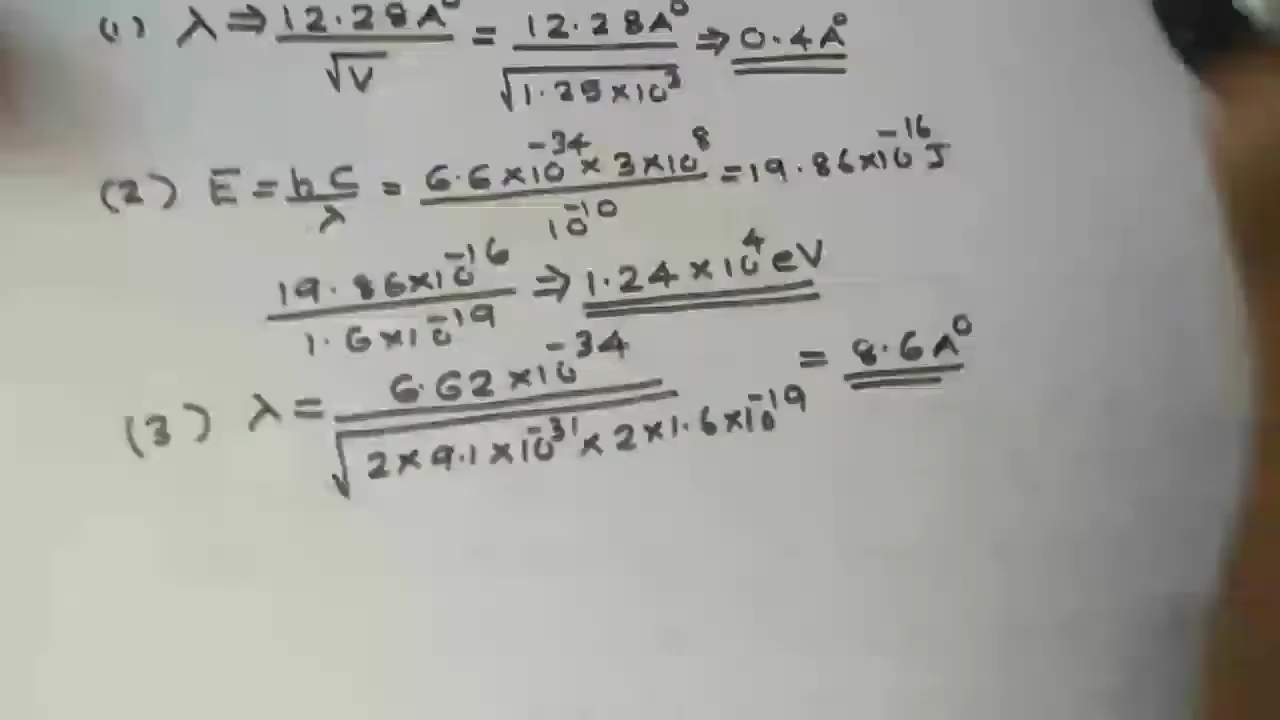 (1) λ ⇒ 12.28A° / √V = 12.28A° / √1.25×10³ ⇒ 0.4A°
(2) E = hc / λ = 6.6×10⁻³⁴ × 3×10⁸ / 10⁻¹⁰ = 19.86×10⁻¹⁶ J
19.86×10⁻¹⁶ / 1.6×10⁻¹⁹ ⇒ 1.24×10⁴ eV
(3) λ = 6.62×10⁻³⁴ / √2×9.1×10⁻³¹×2×1.6×10⁻¹⁹ = 8.6A°